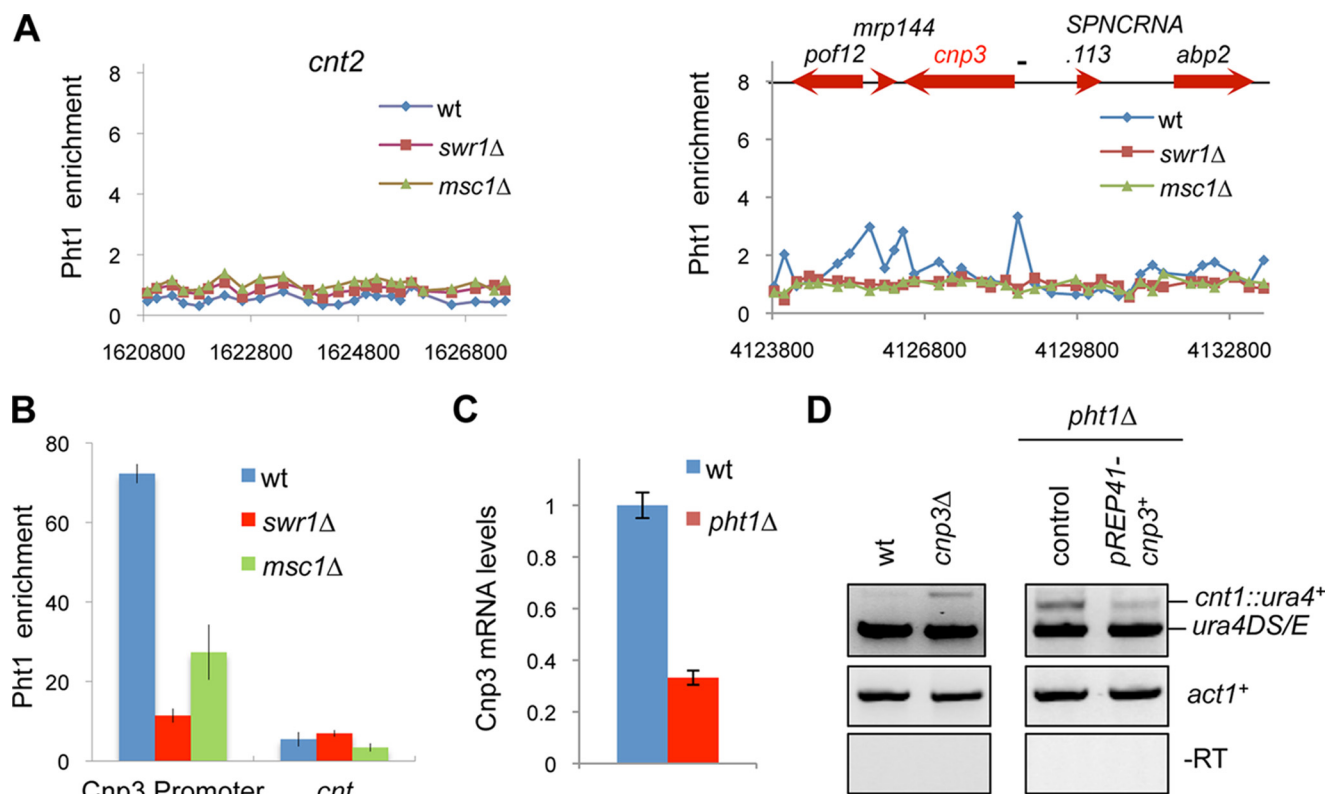 A
cnt2
Pht1 enrichment
8
6
4
2
0
1620800
1622800
1624800
1626800
wt
swr1Δ
msc1Δ
mrp144
SPNCRNA
pof12
cnp3
-
.113
abp2
Pht1 enrichment
8
6
4
2
0
4123800
4126800
4129800
4132800
wt
swr1Δ
msc1Δ
B
Pht1 enrichment
80
60
40
20
0
wt
swr1Δ
msc1Δ
Cnp3 Promoter
cnt
C
Cnp3 mRNA levels
1
0.8
0.6
0.4
0.2
0
wt
pht1Δ
D
pht1Δ
wt
cnp3Δ
control
pREP41-
cnp3⁺
cnt1::ura4⁺
ura4DS/E
act1⁺
-RT